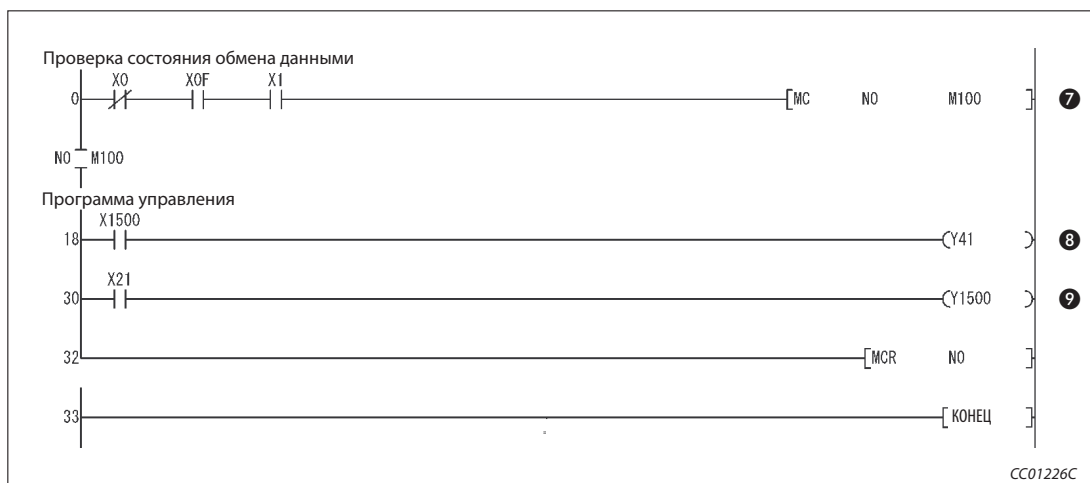 Проверка состояния обмена данными
X0 X0F X1
0 MC N0 M100 7
N0 M100
Программа управления
X1500
18 Y41 8
X21
30 Y1500 9
32 MCR N0
33 КОНЕЦ
CC01226C